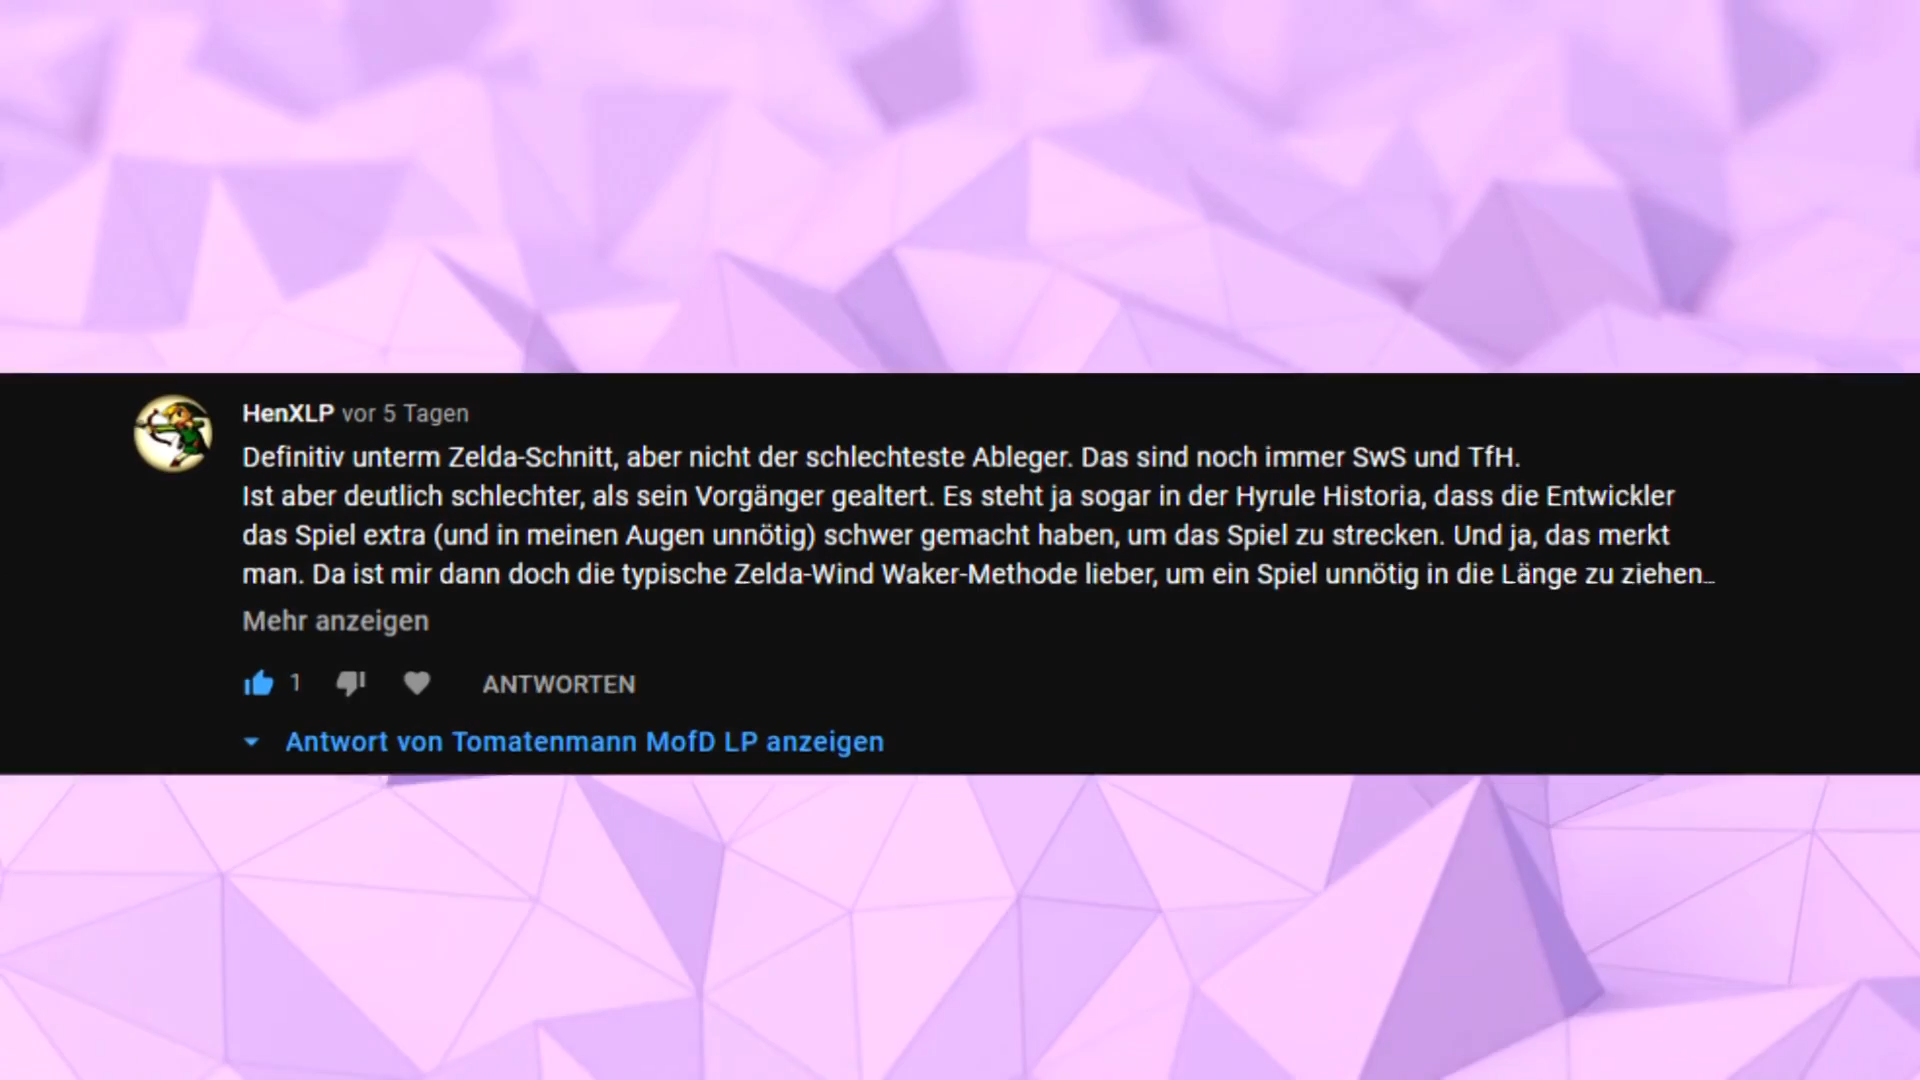 HenXLP vor 5 Tagen
Definitiv unterm Zelda-Schnitt, aber nicht der schlechteste Ableger. Das sind noch immer SwS und TfH.
Ist aber deutlich schlechter, als sein Vorgänger gealtert. Es steht ja sogar in der Hyrule Historia, dass die Entwickler
das Spiel extra (und in meinen Augen unnötig) schwer gemacht haben, um das Spiel zu strecken. Und ja, das merkt
man. Da ist mir dann doch die typische Zelda-Wind Waker-Methode lieber, um ein Spiel unnötig in die Länge zu ziehen...
Mehr anzeigen
1
ANTWORTEN
Antwort von Tomatenmann MofD LP anzeigen